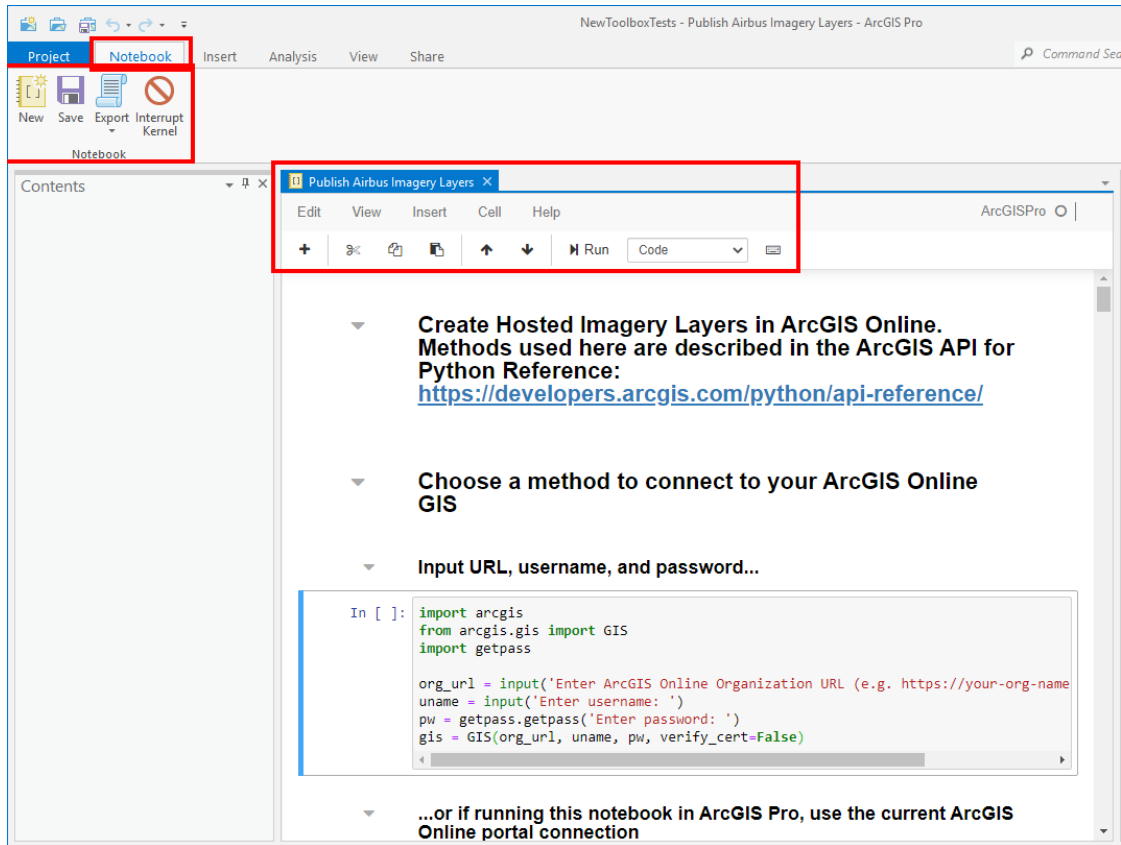 NewToolboxTests - Publish Airbus Imagery Layers - ArcGIS Pro
Project Notebook Insert Analysis View Share
Command Sea
New Save Export Interrupt Kernel
Notebook
Contents
Publish Airbus Imagery Layers
Edit View Insert Cell Help ArcGISPro
Run Code
Create Hosted Imagery Layers in ArcGIS Online.
Methods used here are described in the ArcGIS API for
Python Reference:
https://developers.arcgis.com/python/api-reference/
Choose a method to connect to your ArcGIS Online
GIS
Input URL, username, and password...
In [ ]: import arcgis
from arcgis.gis import GIS
import getpass
org_url = input('Enter ArcGIS Online Organization URL (e.g. https://your-org-name
uname = input('Enter username: ')
pw = getpass.getpass('Enter password: ')
gis = GIS(org_url, uname, pw, verify_cert=False)
...or if running this notebook in ArcGIS Pro, use the current ArcGIS
Online portal connection